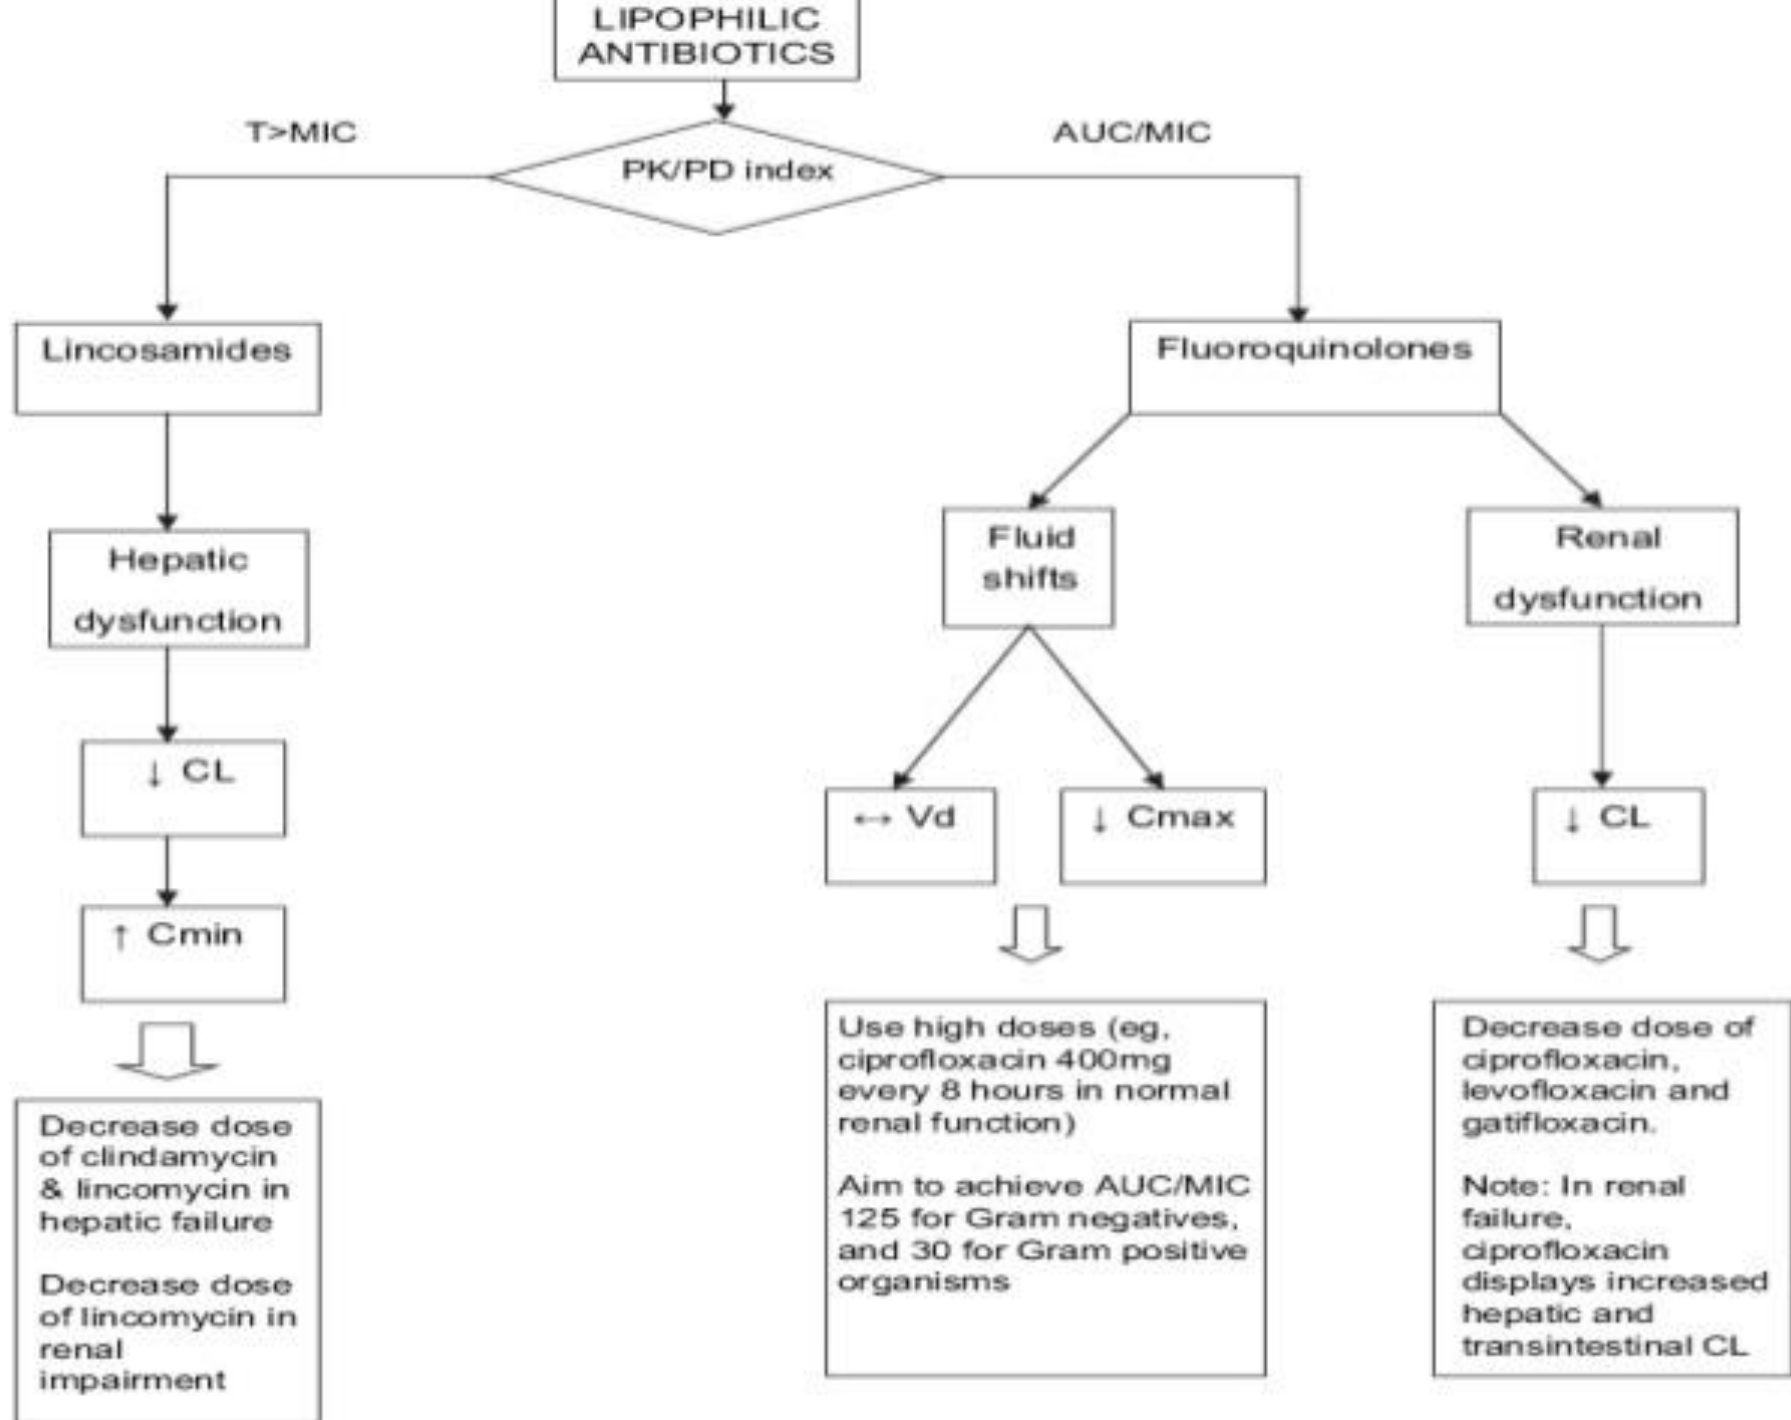 LIPOPHILIC
ANTIBIOTICS
T>MIC
PK/PD index
AUC/MIC
Lincosamides
Fluoroquinolones
Hepatic
dysfunction
Fluid
shifts
Renal
dysfunction
↓ CL
↔ Vd
↓ Cmax
↓ CL
↑ Cmin
Decrease dose
of clindamycin
& lincomycin in
hepatic failure
Decrease dose
of lincomycin in
renal
impairment
Use high doses (eg,
ciprofloxacin 400mg
every 8 hours in normal
renal function)
Aim to achieve AUC/MIC
125 for Gram negatives,
and 30 for Gram positive
organisms
Decrease dose of
ciprofloxacin,
levofloxacin and
gatifloxacin.
Note: In renal
failure,
ciprofloxacin
displays increased
hepatic and
transintestinal CL